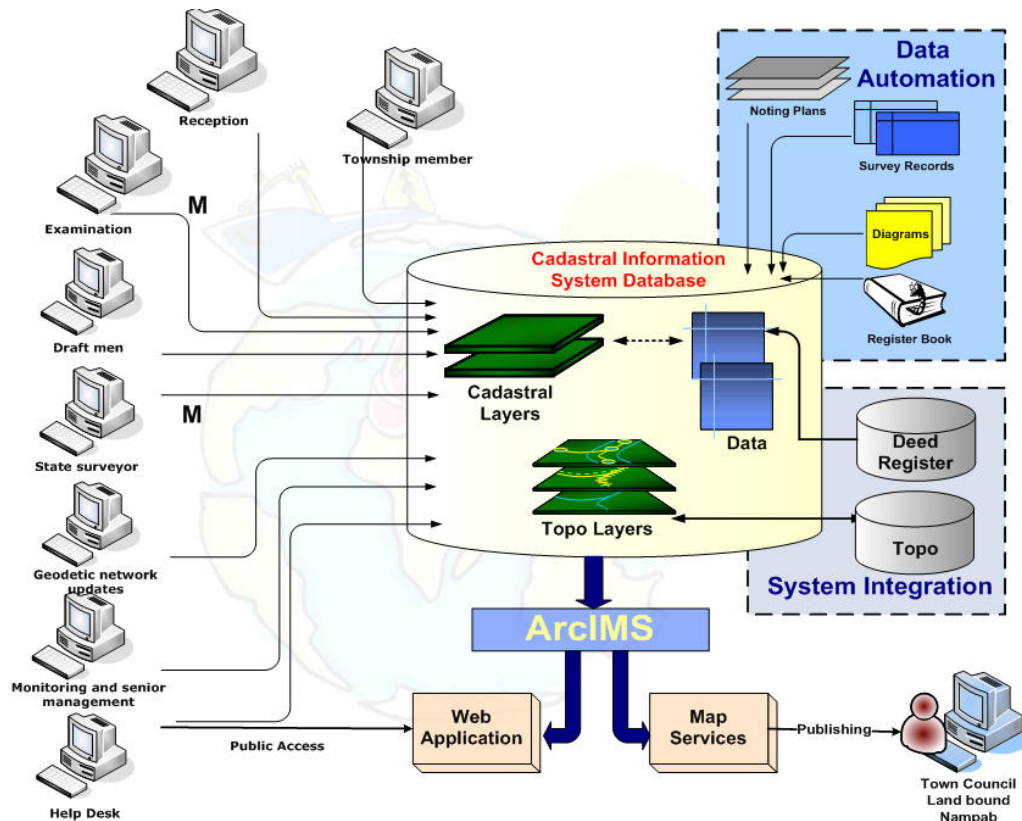 Reception
Township member
Data
Automation
Noting Plans
Survey Records
Diagrams
Register Book
Examination
M
Draft men
State surveyor
M
Geodetic network
updates
Monitoring and senior
management
Help Desk
Cadastral Information
System Database
Cadastral
Layers
Data
Topo Layers
Deed
Register
Topo
System Integration
ArcIMS
Public Access
Web
Application
Map
Services
Publishing
Town Council
Land bound
Nampab